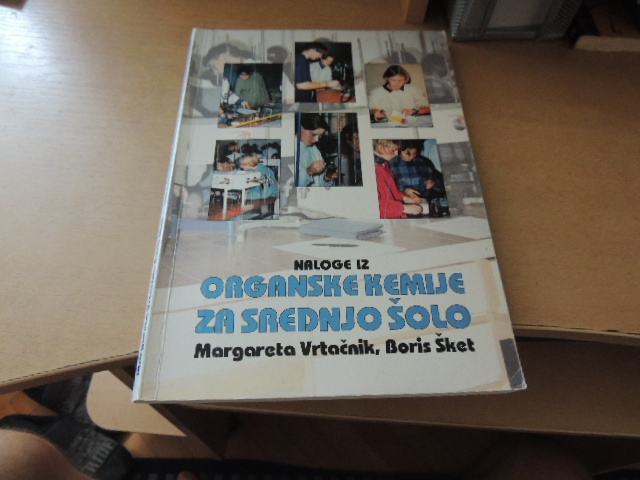 NALOGE IZ
ORGANSKE KEMIJE
ZA SREDNJO ŠOLO
Margareta Vrtačnik, Boris Šket